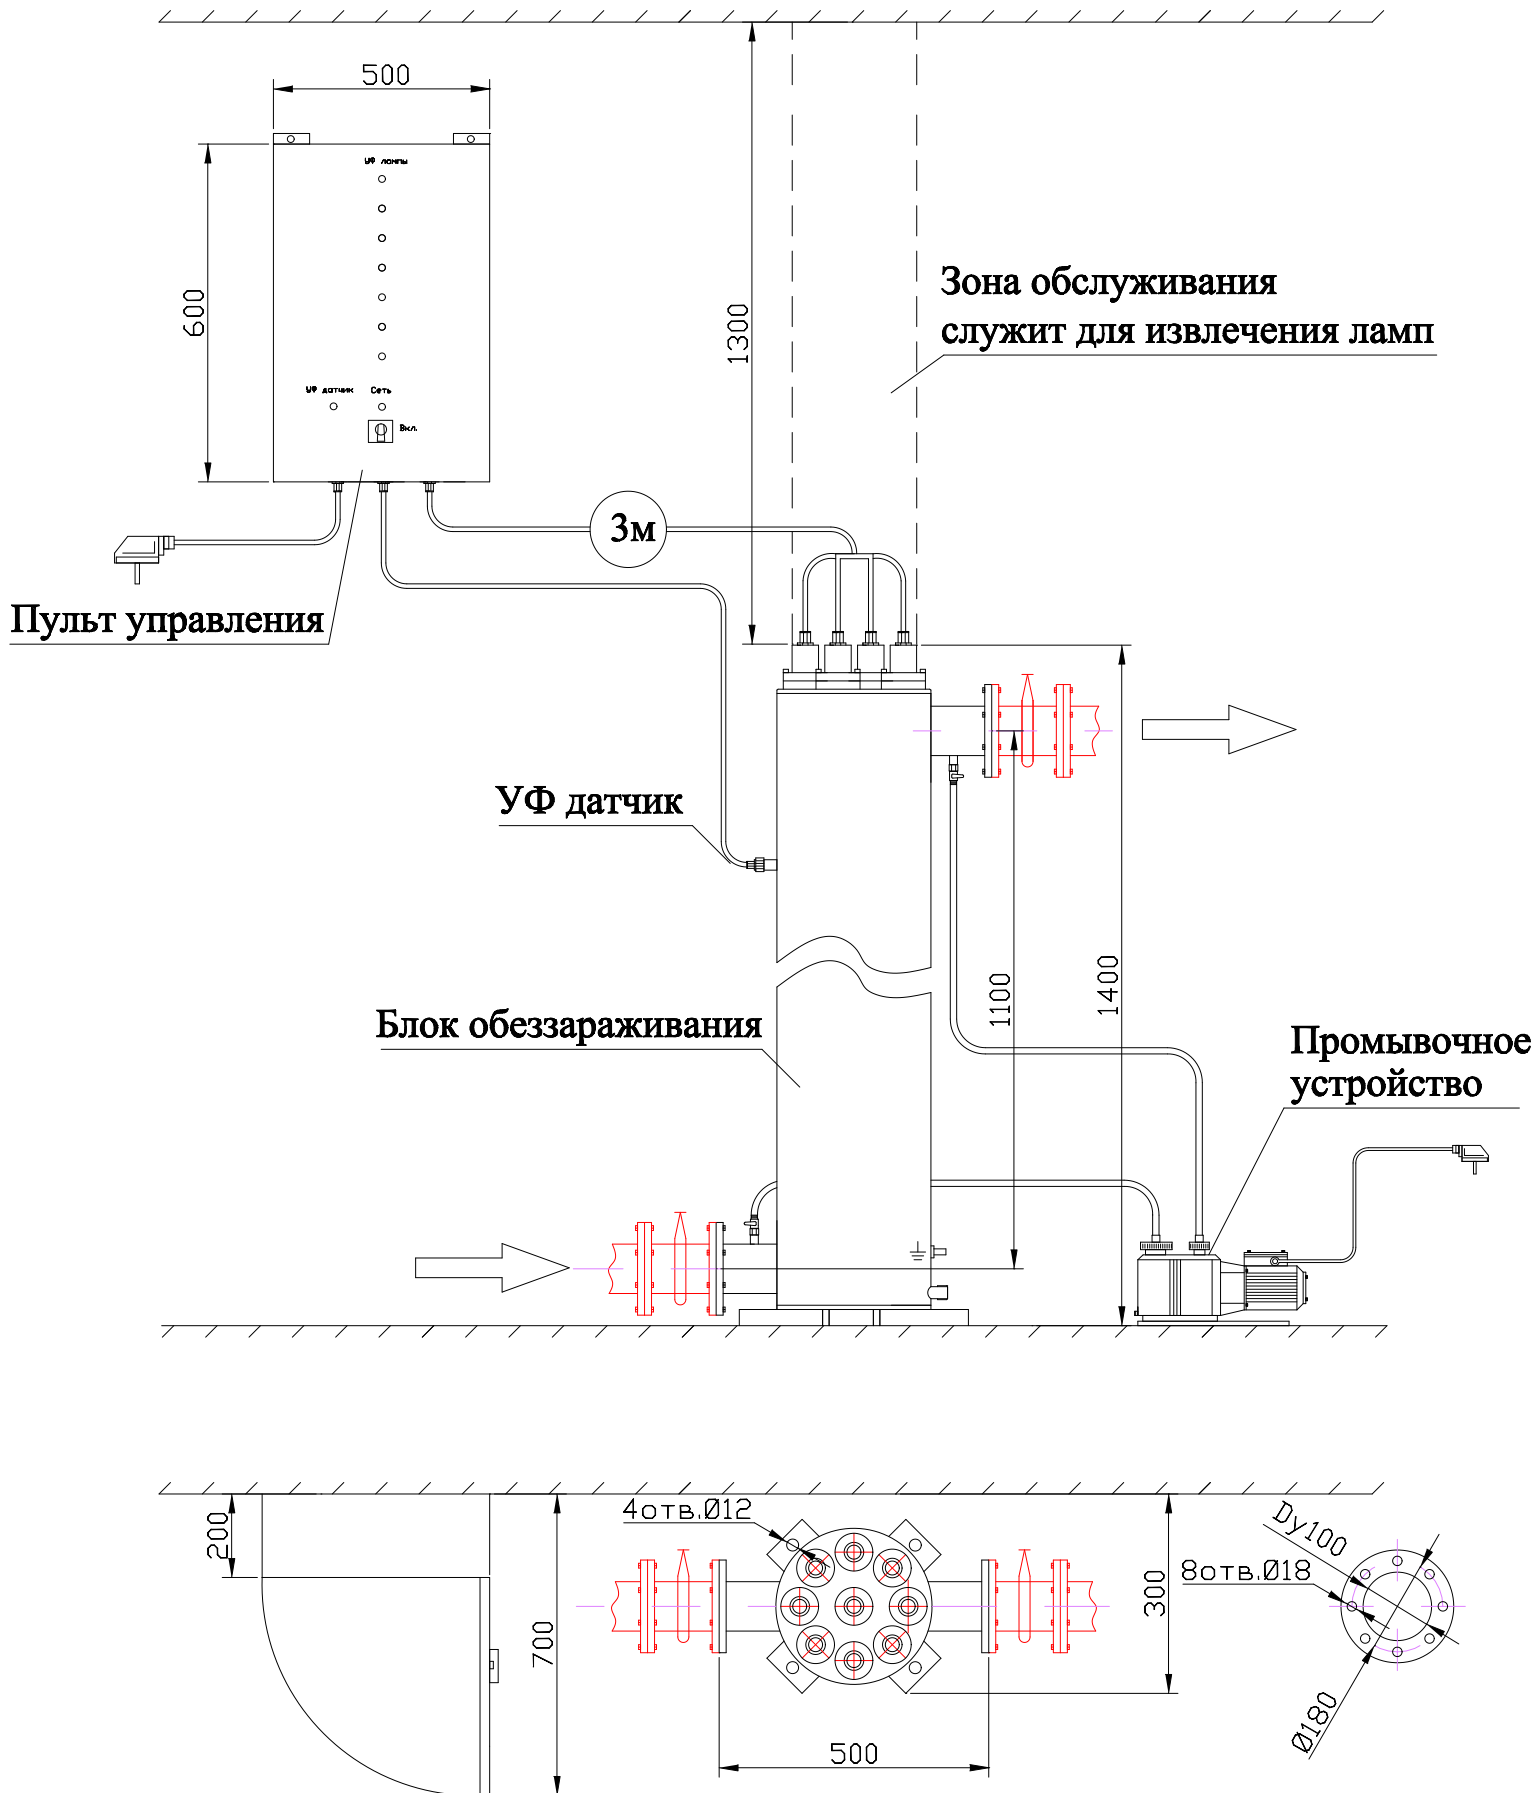 500
УФ лампы
600
УФ датчик
Сеть
Вкл.
1300
Зона обслуживания
служит для извлечения ламп
3м
Пульт управления
УФ датчик
1100
1400
Блок обеззараживания
Промывочное
устройство
200
700
4отв.Ø12
300
500
Dу100
8отв.Ø18
Ø180